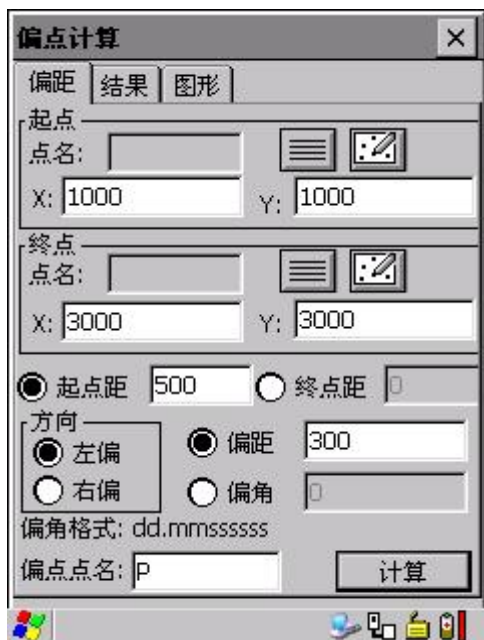 偏点计算
偏距 结果 图形
起点
点名:
X: 1000 Y: 1000
终点
点名:
X: 3000 Y: 3000
起点距 500 终点距 0
方向
左偏 偏距 300
右偏 偏角 0
偏角格式: dd.mmssssss
偏点点名: P 计算